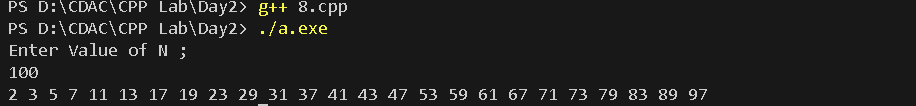 PS D:\CDAC\CPP Lab\Day2> g++ 8.cpp
PS D:\CDAC\CPP Lab\Day2> ./a.exe
Enter Value of N ;
100
2 3 5 7 11 13 17 19 23 29 31 37 41 43 47 53 59 61 67 71 73 79 83 89 97